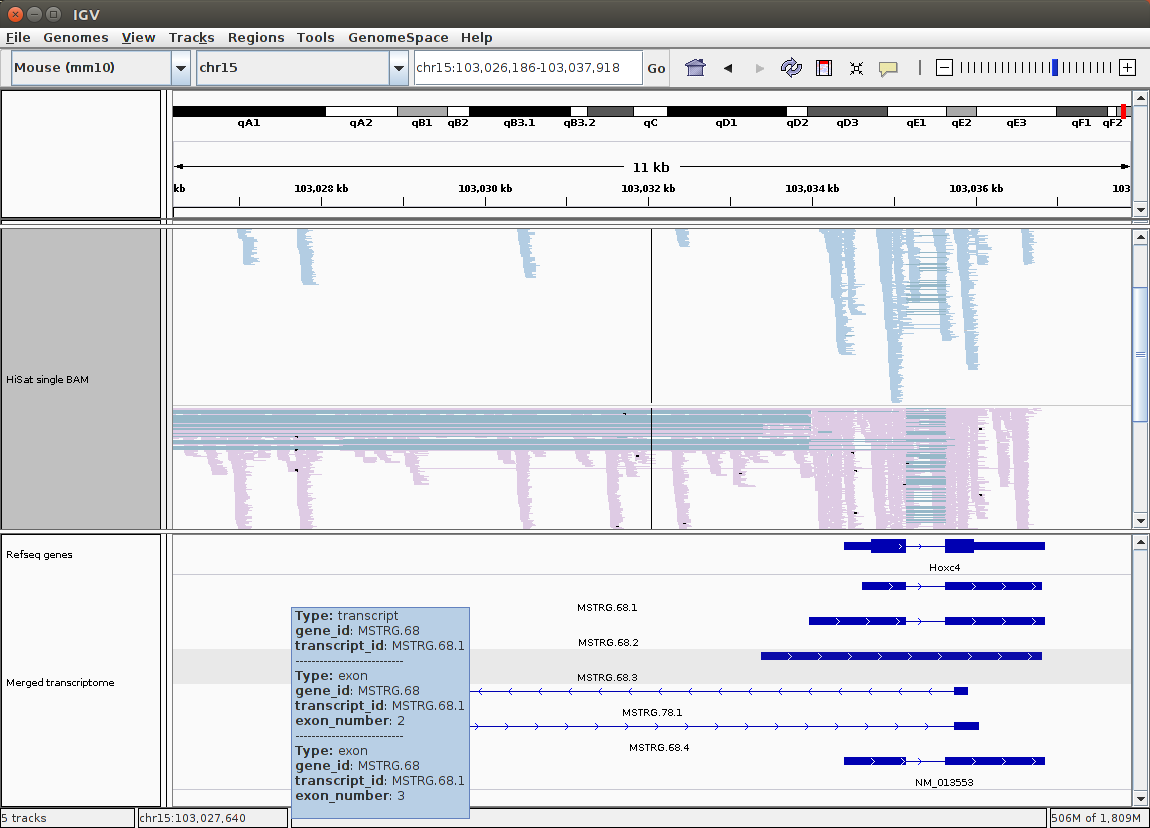 IGV
File Genomes View Tracks Regions Tools GenomeSpace Help
Mouse (mm10) chr15 chr15:103,026,186-103,037,918 Go
qA1 qA2 qB1 qB2 qB3.1 qB3.2 qC qD1 qD2 qD3 qE1 qE2 qE3 qF1 qF2
11 kb
kb 103,028 kb 103,030 kb 103,032 kb 103,034 kb 103,036 kb 103
HiSat single BAM
Refseq genes
Hoxc4
MSTRG.68.1
MSTRG.68.2
Merged transcriptome
MSTRG.68.3
MSTRG.78.1
MSTRG.68.4
NM_013553
Type: transcript
gene_id: MSTRG.68
transcript_id: MSTRG.68.1
---------------------------
Type: exon
gene_id: MSTRG.68
transcript_id: MSTRG.68.1
exon_number: 2
---------------------------
Type: exon
gene_id: MSTRG.68
transcript_id: MSTRG.68.1
exon_number: 3
5 tracks chr15:103,027,640 506M of 1,809M